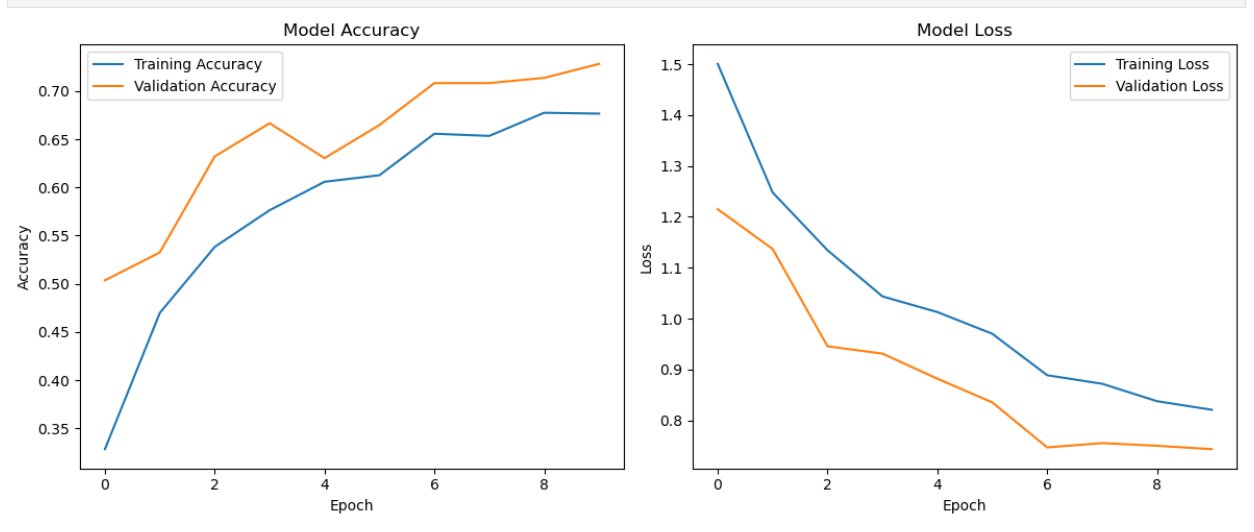 Model Accuracy
Training Accuracy
Validation Accuracy
0.70
0.65
0.60
0.55
0.50
0.45
0.40
0.35
Accuracy
0
2
4
6
8
Epoch
Model Loss
Training Loss
Validation Loss
1.5
1.4
1.3
1.2
1.1
1.0
0.9
0.8
Loss
0
2
4
6
8
Epoch